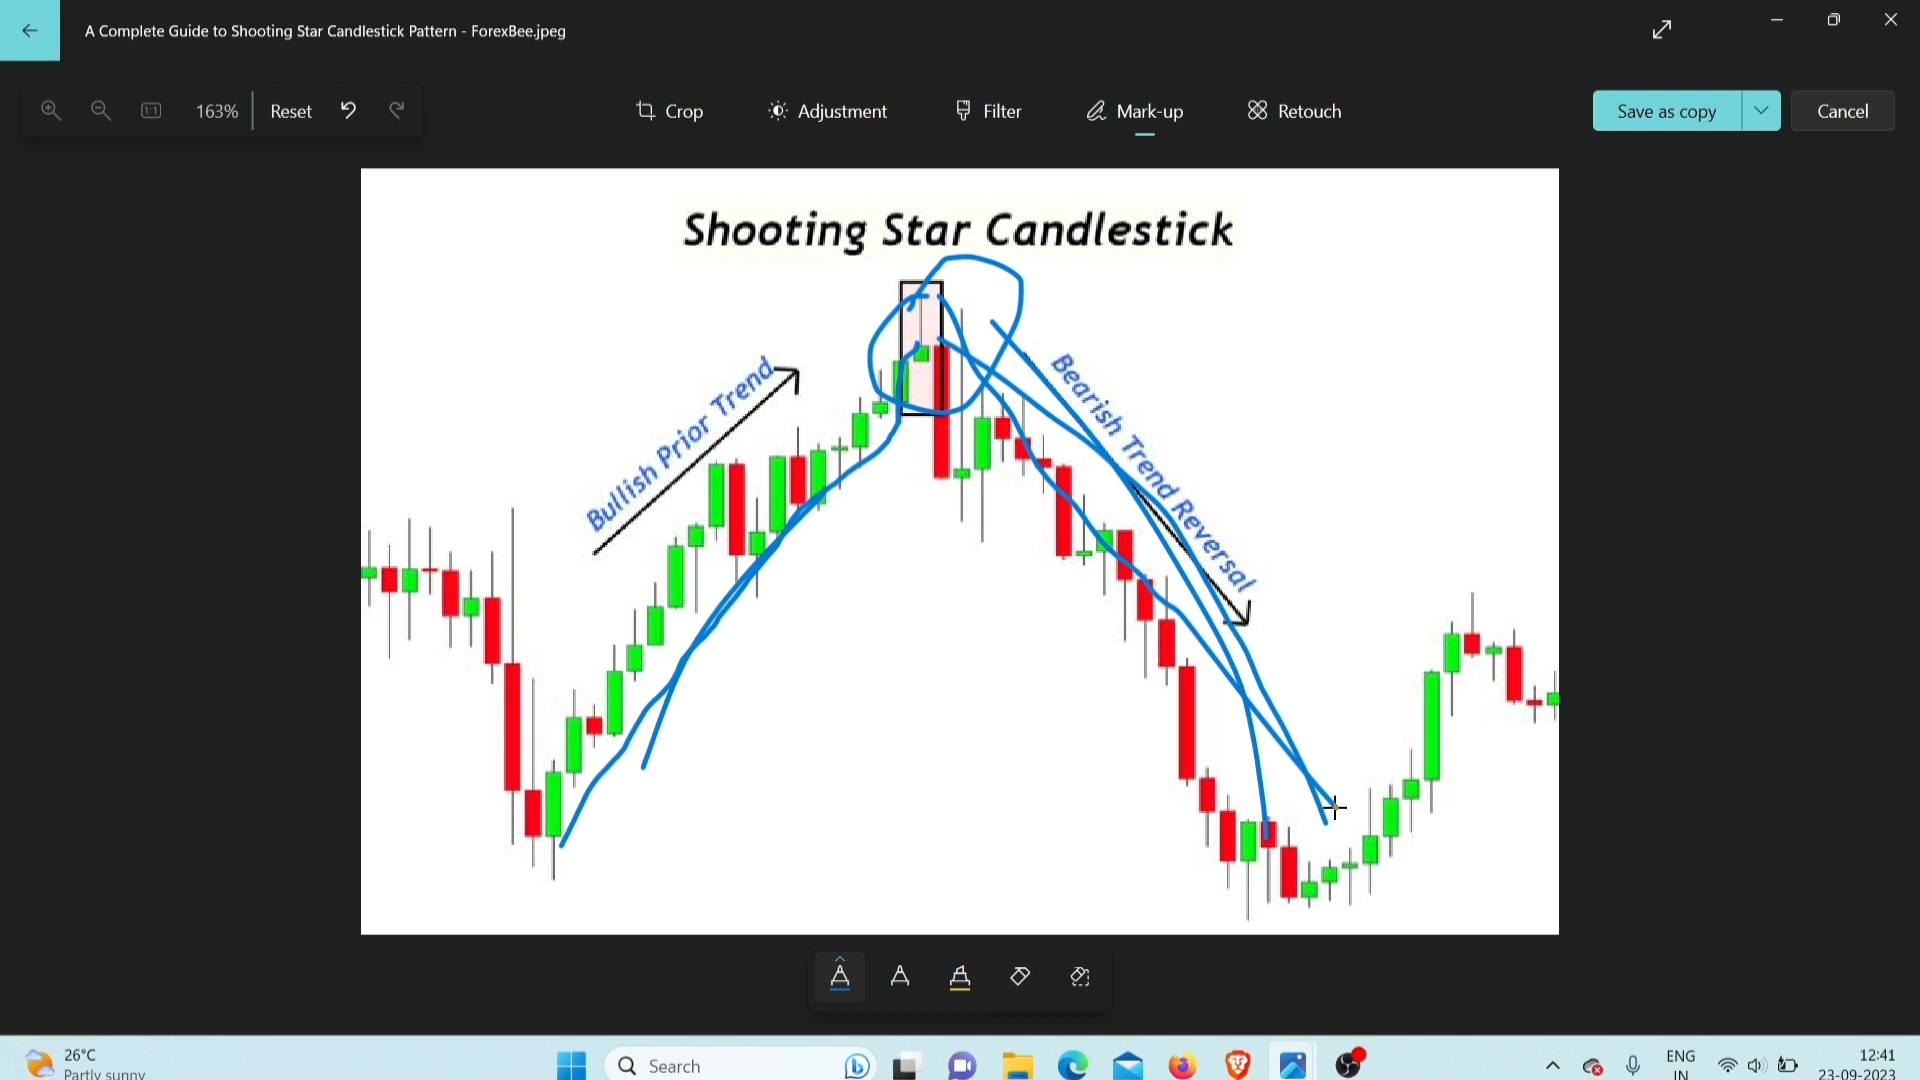 A Complete Guide to Shooting Star Candlestick Pattern - ForexBee.jpeg
163%
Reset
Crop
Adjustment
Filter
Mark-up
Retouch
Save as copy
Cancel
Shooting Star Candlestick
Bullish Prior Trend
Bearish Trend Reversal
26°C
Partly sunny
Search
ENG
IN
12:41
23-09-2023